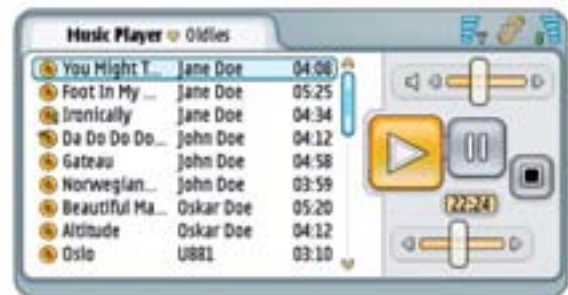 Music Player Oldies
You Might T... Jane Doe 04:08
Foot In My ... Jane Doe 05:25
Ironically Jane Doe 04:34
Da Do Do Do... John Doe 04:12
Gateau John Doe 04:58
Norwegian... John Doe 03:59
Beautiful Ma... Oskar Doe 05:20
Altitude Oskar Doe 04:12
Oslo U881 03:10
22:24